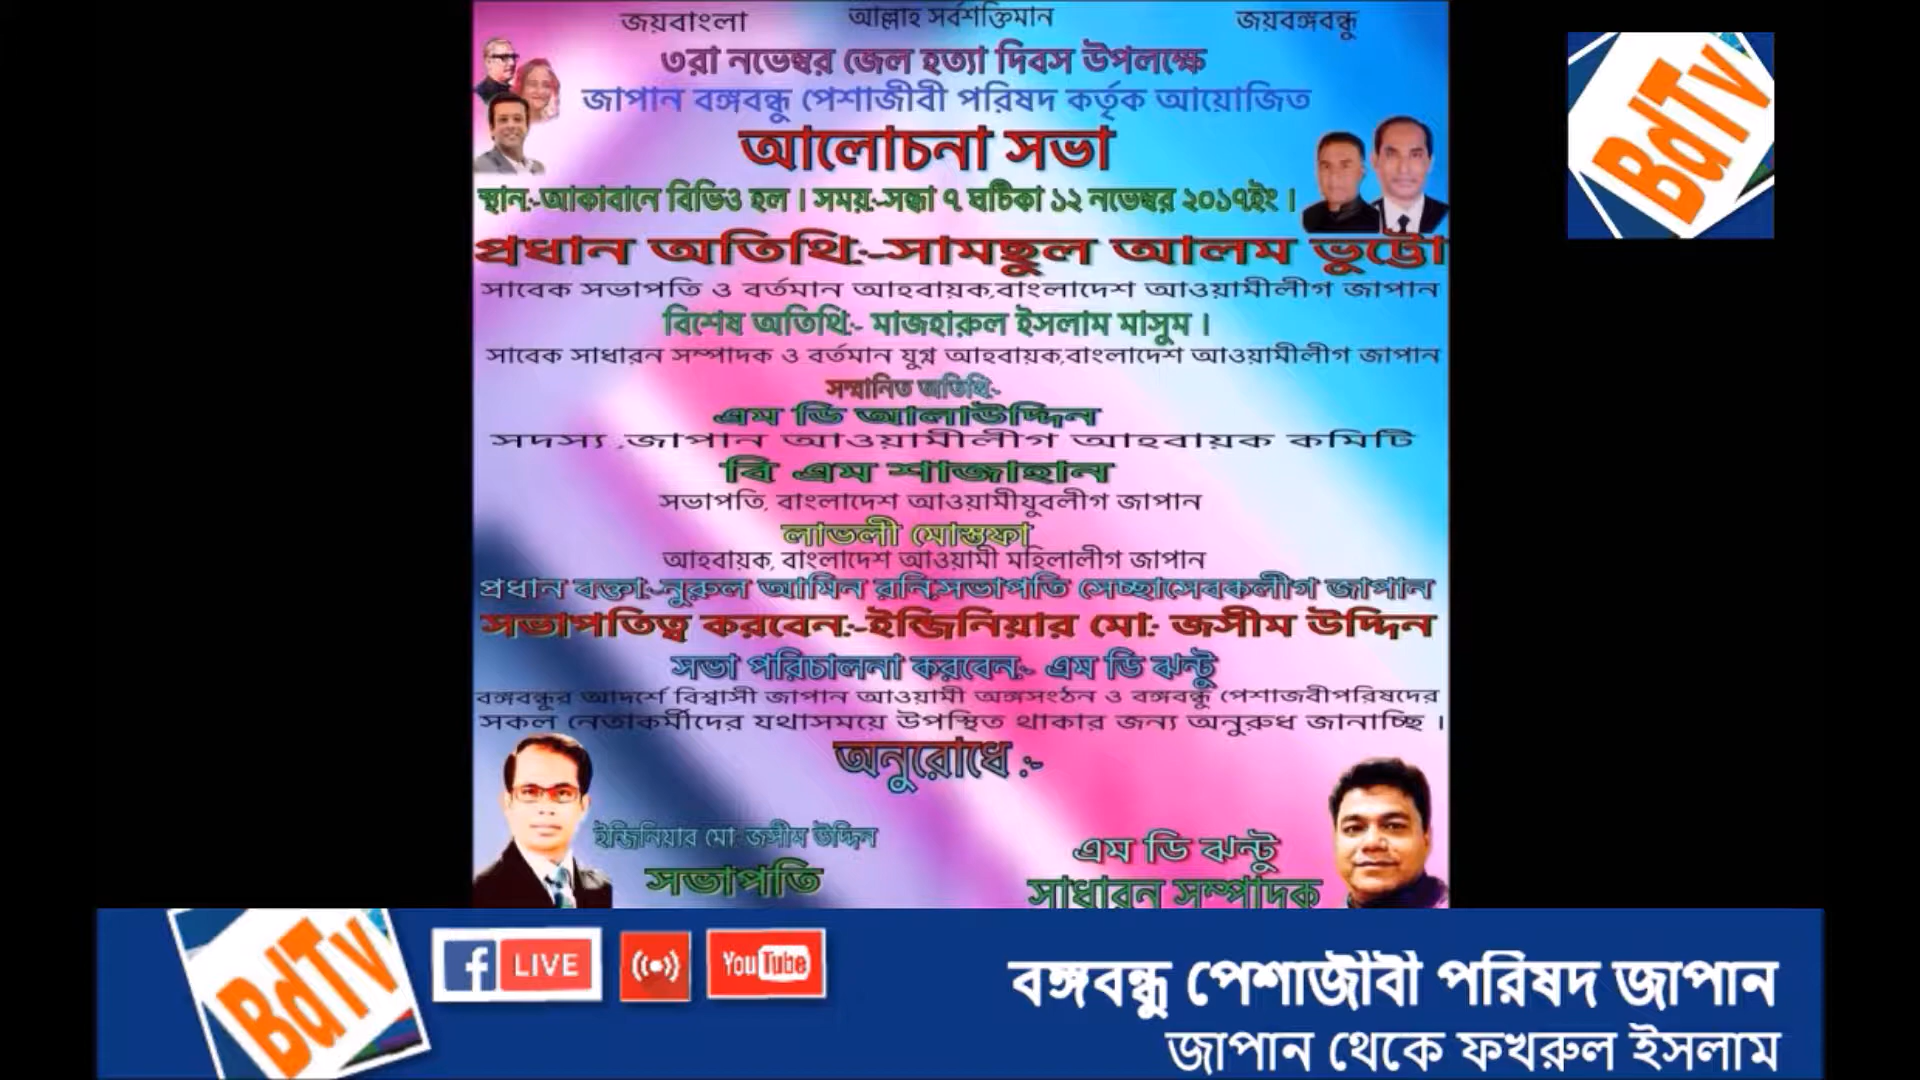 জয়বাংলা আল্লাহ সর্বশক্তিমান জয়বঙ্গবন্ধু
৩রা নভেম্বর জেল হত্যা দিবস উপলক্ষে
জাপান বঙ্গবন্ধু পেশাজীবী পরিষদ কর্তৃক আয়োজিত
আলোচনা সভা
স্থান:-আকাবানে বিভিও হল। সময়:-সন্ধা ৭ ঘটিকা ১২ নভেম্বর ২০১৭ইং।
প্রধান অতিথি:-সামছুল আলম ভুট্টো
সাবেক সভাপতি ও বর্তমান আহবায়ক,বাংলাদেশ আওয়ামীলীগ জাপান
বিশেষ অতিথি:- মাজহারুল ইসলাম মাসুম।
সাবেক সাধারন সম্পাদক ও বর্তমান যুগ্ন আহবায়ক,বাংলাদেশ আওয়ামীলীগ জাপান
সম্মানিত অতিথি:-
এম ডি আলাউদ্দিন
সদস্য ,জাপান আওয়ামীলীগ আহবায়ক কমিটি
বি এম শাজাহান
সভাপতি, বাংলাদেশ আওয়ামীযুবলীগ জাপান
লাভলী মোস্তফা
আহবায়ক, বাংলাদেশ আওয়ামী মহিলালীগ জাপান
প্রধান বক্তা:-নুরুল আমিন রনি,সভাপতি সেচ্ছাসেবকলীগ জাপান
সভাপতিত্ব করবেন:-ইন্জিনিয়ার মো: জসীম উদ্দিন
সভা পরিচালনা করবেন:- এম ডি ঝন্টু
বঙ্গবন্ধুর আদর্শে বিশ্বাসী জাপান আওয়ামী অঙ্গসংঠন ও বঙ্গবন্ধু পেশাজবীপরিষদের
সকল নেতাকর্মীদের যথাসময়ে উপস্থিত থাকার জন্য অনুরুধ জানাচ্ছি।
অনুরোধে :-
ইন্জিনিয়ার মো: জসীম উদ্দিন
সভাপতি
এম ডি ঝন্টু
সাধারন সম্পাদক
BdTv
BdTv
f LIVE
YouTube
বঙ্গবন্ধু পেশাজীবী পরিষদ জাপান
জাপান থেকে ফখরুল ইসলাম